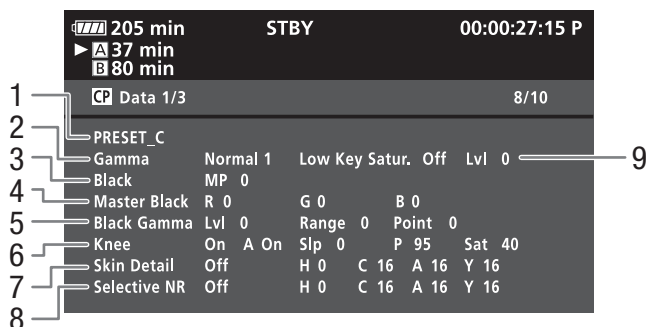 205 min STBY 00:00:27:15 P
A 37 min
B 80 min
CP Data 1/3 8/10
1 PRESET_C
2 Gamma Normal 1 Low Key Satur. Off Lvl 0 9
3 Black MP 0
4 Master Black R 0 G 0 B 0
5 Black Gamma Lvl 0 Range 0 Point 0
6 Knee On A On Slp 0 P 95 Sat 40
7 Skin Detail Off H 0 C 16 A 16 Y 16
8 Selective NR Off H 0 C 16 A 16 Y 16